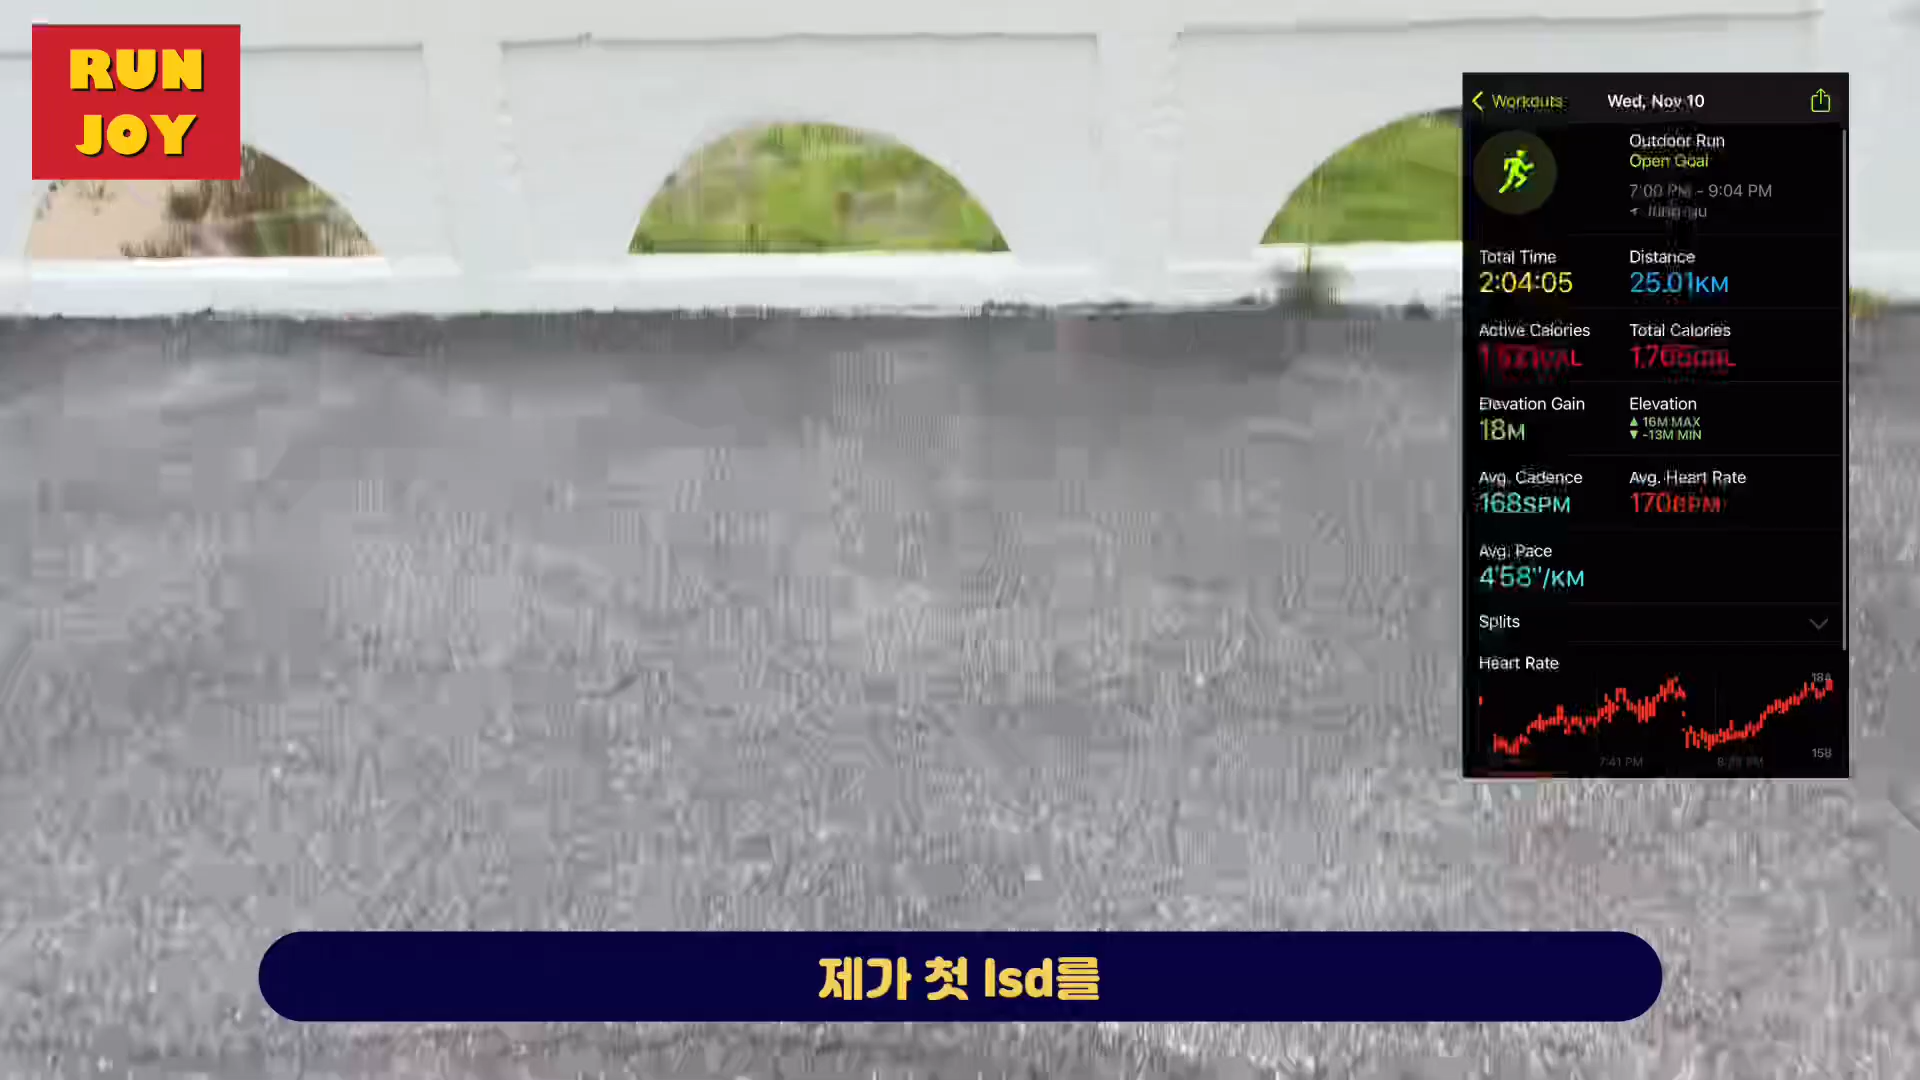 RUN
JOY
Workouts
Wed, Nov 10
Outdoor Run
Open Goal
7:00 PM - 9:04 PM
Total Time
Distance
2:04:05
25.01KM
Active Calories
Total Calories
Elevation Gain
Elevation
18M
▲ 16M MAX
▼ -13M MIN
Avg. Cadence
Avg. Heart Rate
168SPM
170BPM
Avg. Pace
4'58"/KM
Splits
Heart Rate
158
7:41 PM
제가 첫 lsd를